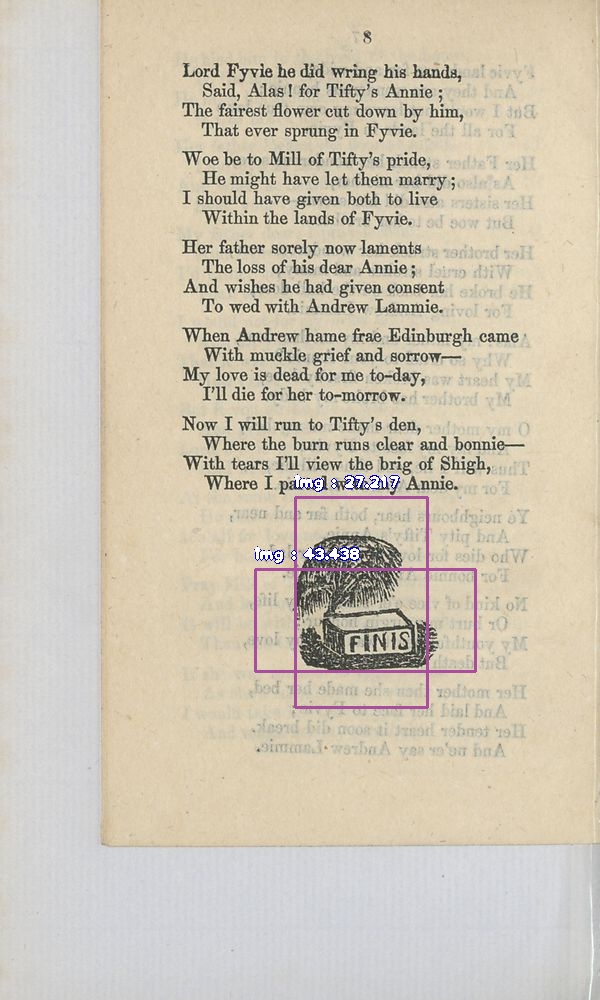 8
Lord Fyvie he did wring his hands,
Said, Alas! for Tifty's Annie;
The fairest flower cut down by him,
That ever sprung in Fyvie.
Woe be to Mill of Tifty's pride,
He might have let them marry;
I should have given both to live
Within the lands of Fyvie.
Her father sorely now laments
The loss of his dear Annie;
And wishes he had given consent
To wed with Andrew Lammie.
When Andrew hame frae Edinburgh came
With muckle grief and sorrow—
My love is dead for me to-day,
I'll die for her to-morrow.
Now I will run to Tifty's den,
Where the burn runs clear and bonnie—
With tears I'll view the brig of Shigh,
Where I my Annie.
img : 27.217
img : 43.438
FINIS